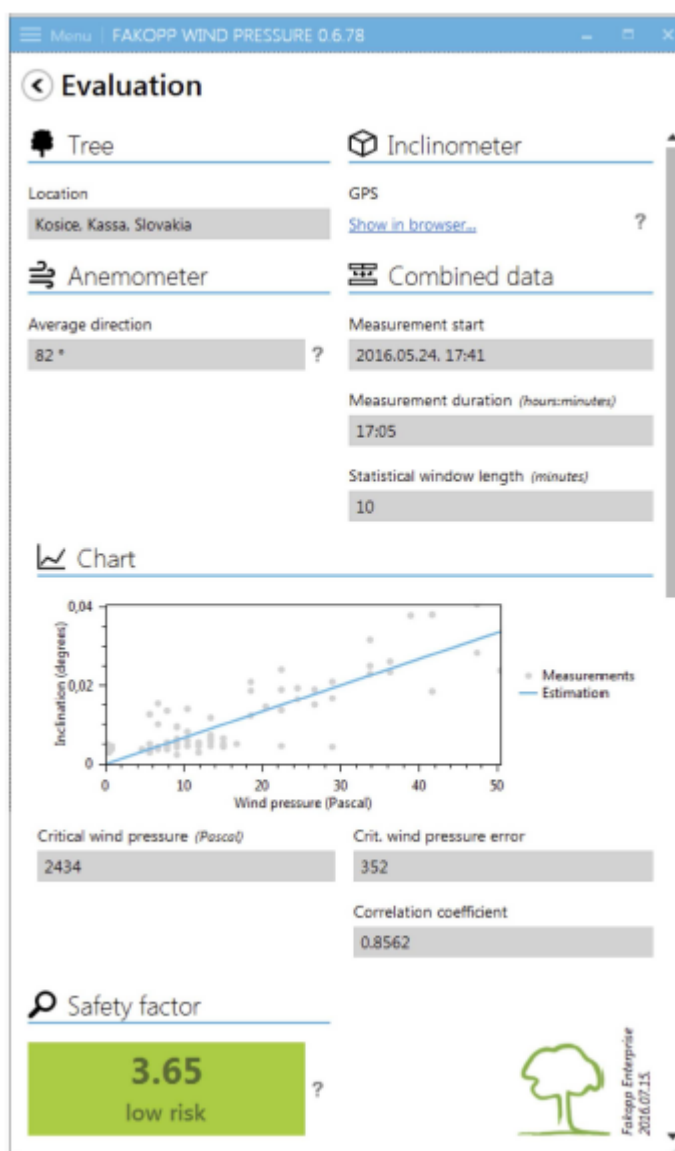 Menu FAKOPP WIND PRESSURE 0.6.78
Evaluation
Tree
Location
Kosice, Kassa, Slovakia
Inclinometer
GPS
Show in browser...
?
Anemometer
Average direction
82 °
?
Combined data
Measurement start
2016.05.24. 17:41
Measurement duration (hours:minutes)
17:05
Statistical window length (minutes)
10
Chart
0,04
0,02
0
Inclination (degrees)
0 10 20 30 40 50
Wind pressure (Pascal)
Measurements
Estimation
Critical wind pressure (Pascal)
2434
Crit. wind pressure error
352
Correlation coefficient
0.8562
Safety factor
3.65
low risk
?
Fakopp Enterprise
2016.07.15.